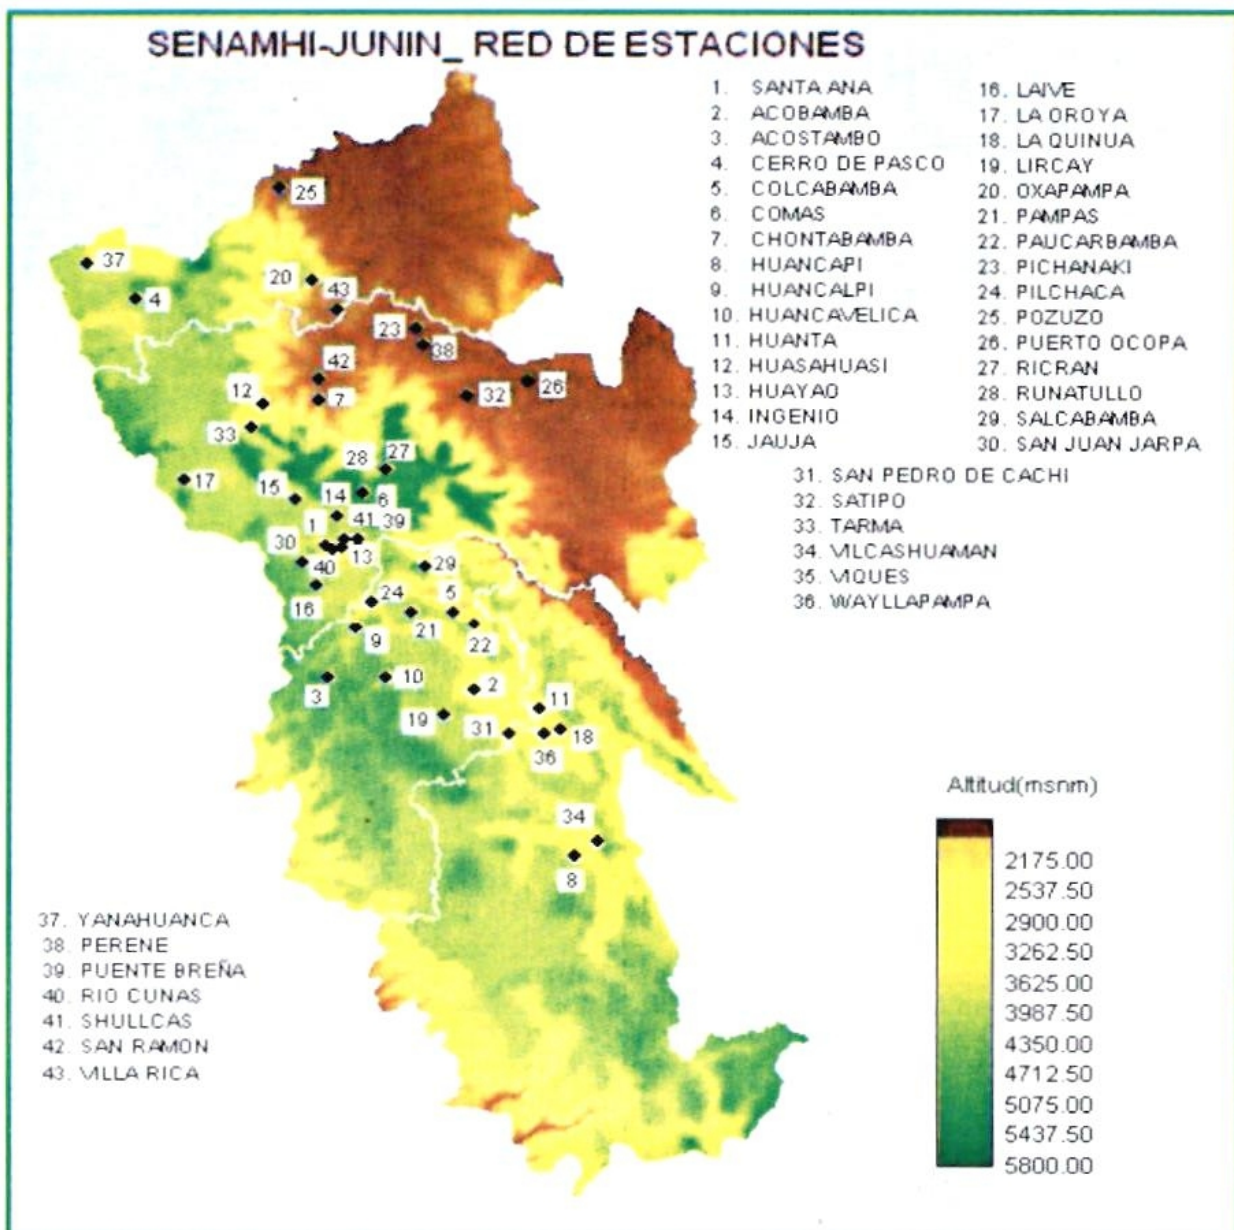 SENAMHI-JUNIN_ RED DE ESTACIONES
1. SANTA ANA
2. ACOBAMBA
3. ACOSTAMBO
4. CERRO DE PASCO
5. COLCABAMBA
6. COMAS
7. CHONTABAMBA
8. HUANCAPI
9. HUANCALPI
10. HUANCAVELICA
11. HUANTA
12. HUASAHUASI
13. HUAYAO
14. INGENIO
15. JAUJA
16. LAIVE
17. LA OROYA
18. LA QUINUA
19. LIRCAY
20. OXAPAMPA
21. PAMPAS
22. PAUCARBAMBA
23. PICHANAKI
24. PILCHACA
25. POZUZO
26. PUERTO OCOPA
27. RICRAN
28. RUNATULLO
29. SALCABAMBA
30. SAN JUAN JARPA
31. SAN PEDRO DE CACHI
32. SATIPO
33. TARMA
34. VILCASHUAMAN
35. VIQUES
36. WAYLLAPAMPA
25
37
20
43
4
23
38
42
32
26
12
7
33
28
27
17
15
14
6
1
41
39
30
13
40
29
16
24
5
9
21
22
3
10
2
11
19
31
36
18
34
8
Altitud(msnm)
2175.00
2537.50
2900.00
3262.50
3625.00
3987.50
4350.00
4712.50
5075.00
5437.50
5800.00
37. YANAHUANCA
38. PERENE
39. PUENTE BREÑA
40. RIO CUNAS
41. SHULLCAS
42. SAN RAMON
43. VILLA RICA